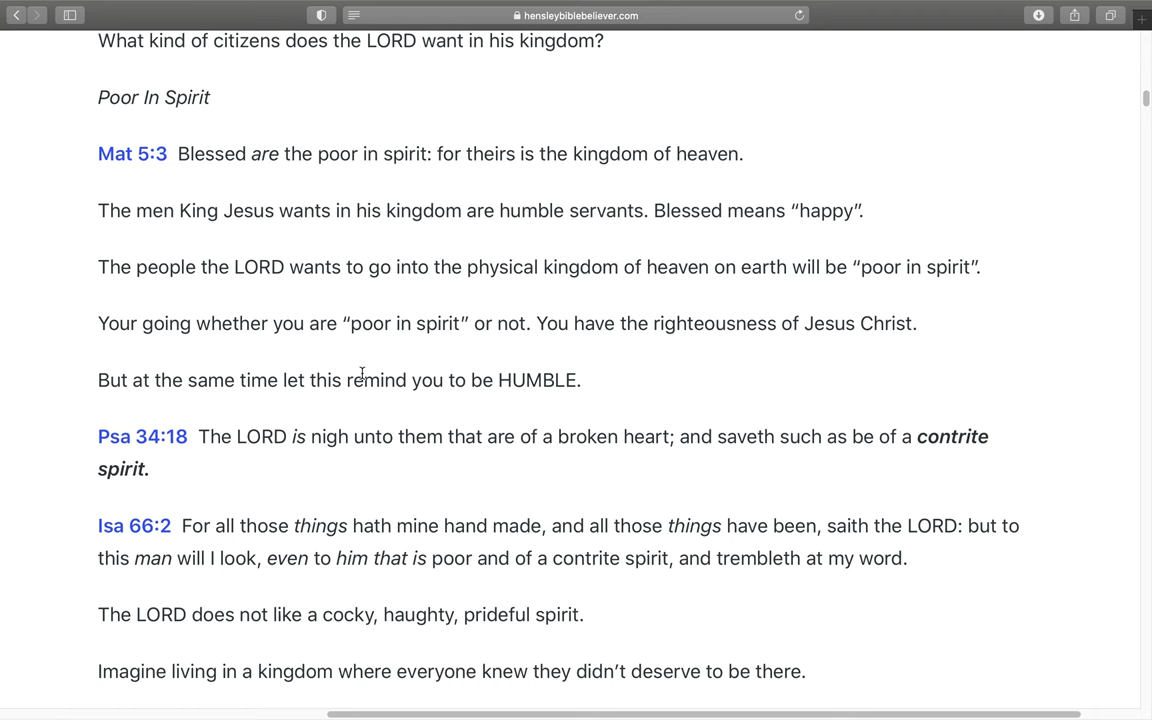 hensleybiblebeliever.com
What kind of citizens does the LORD want in his kingdom?
Poor In Spirit
Mat 5:3 Blessed are the poor in spirit: for theirs is the kingdom of heaven.
The men King Jesus wants in his kingdom are humble servants. Blessed means “happy”.
The people the LORD wants to go into the physical kingdom of heaven on earth will be “poor in spirit”.
Your going whether you are “poor in spirit” or not. You have the righteousness of Jesus Christ.
But at the same time let this remind you to be HUMBLE.
Psa 34:18 The LORD is nigh unto them that are of a broken heart; and saveth such as be of a contrite
spirit.
Isa 66:2 For all those things hath mine hand made, and all those things have been, saith the LORD: but to
this man will I look, even to him that is poor and of a contrite spirit, and trembleth at my word.
The LORD does not like a cocky, haughty, prideful spirit.
Imagine living in a kingdom where everyone knew they didn’t deserve to be there.